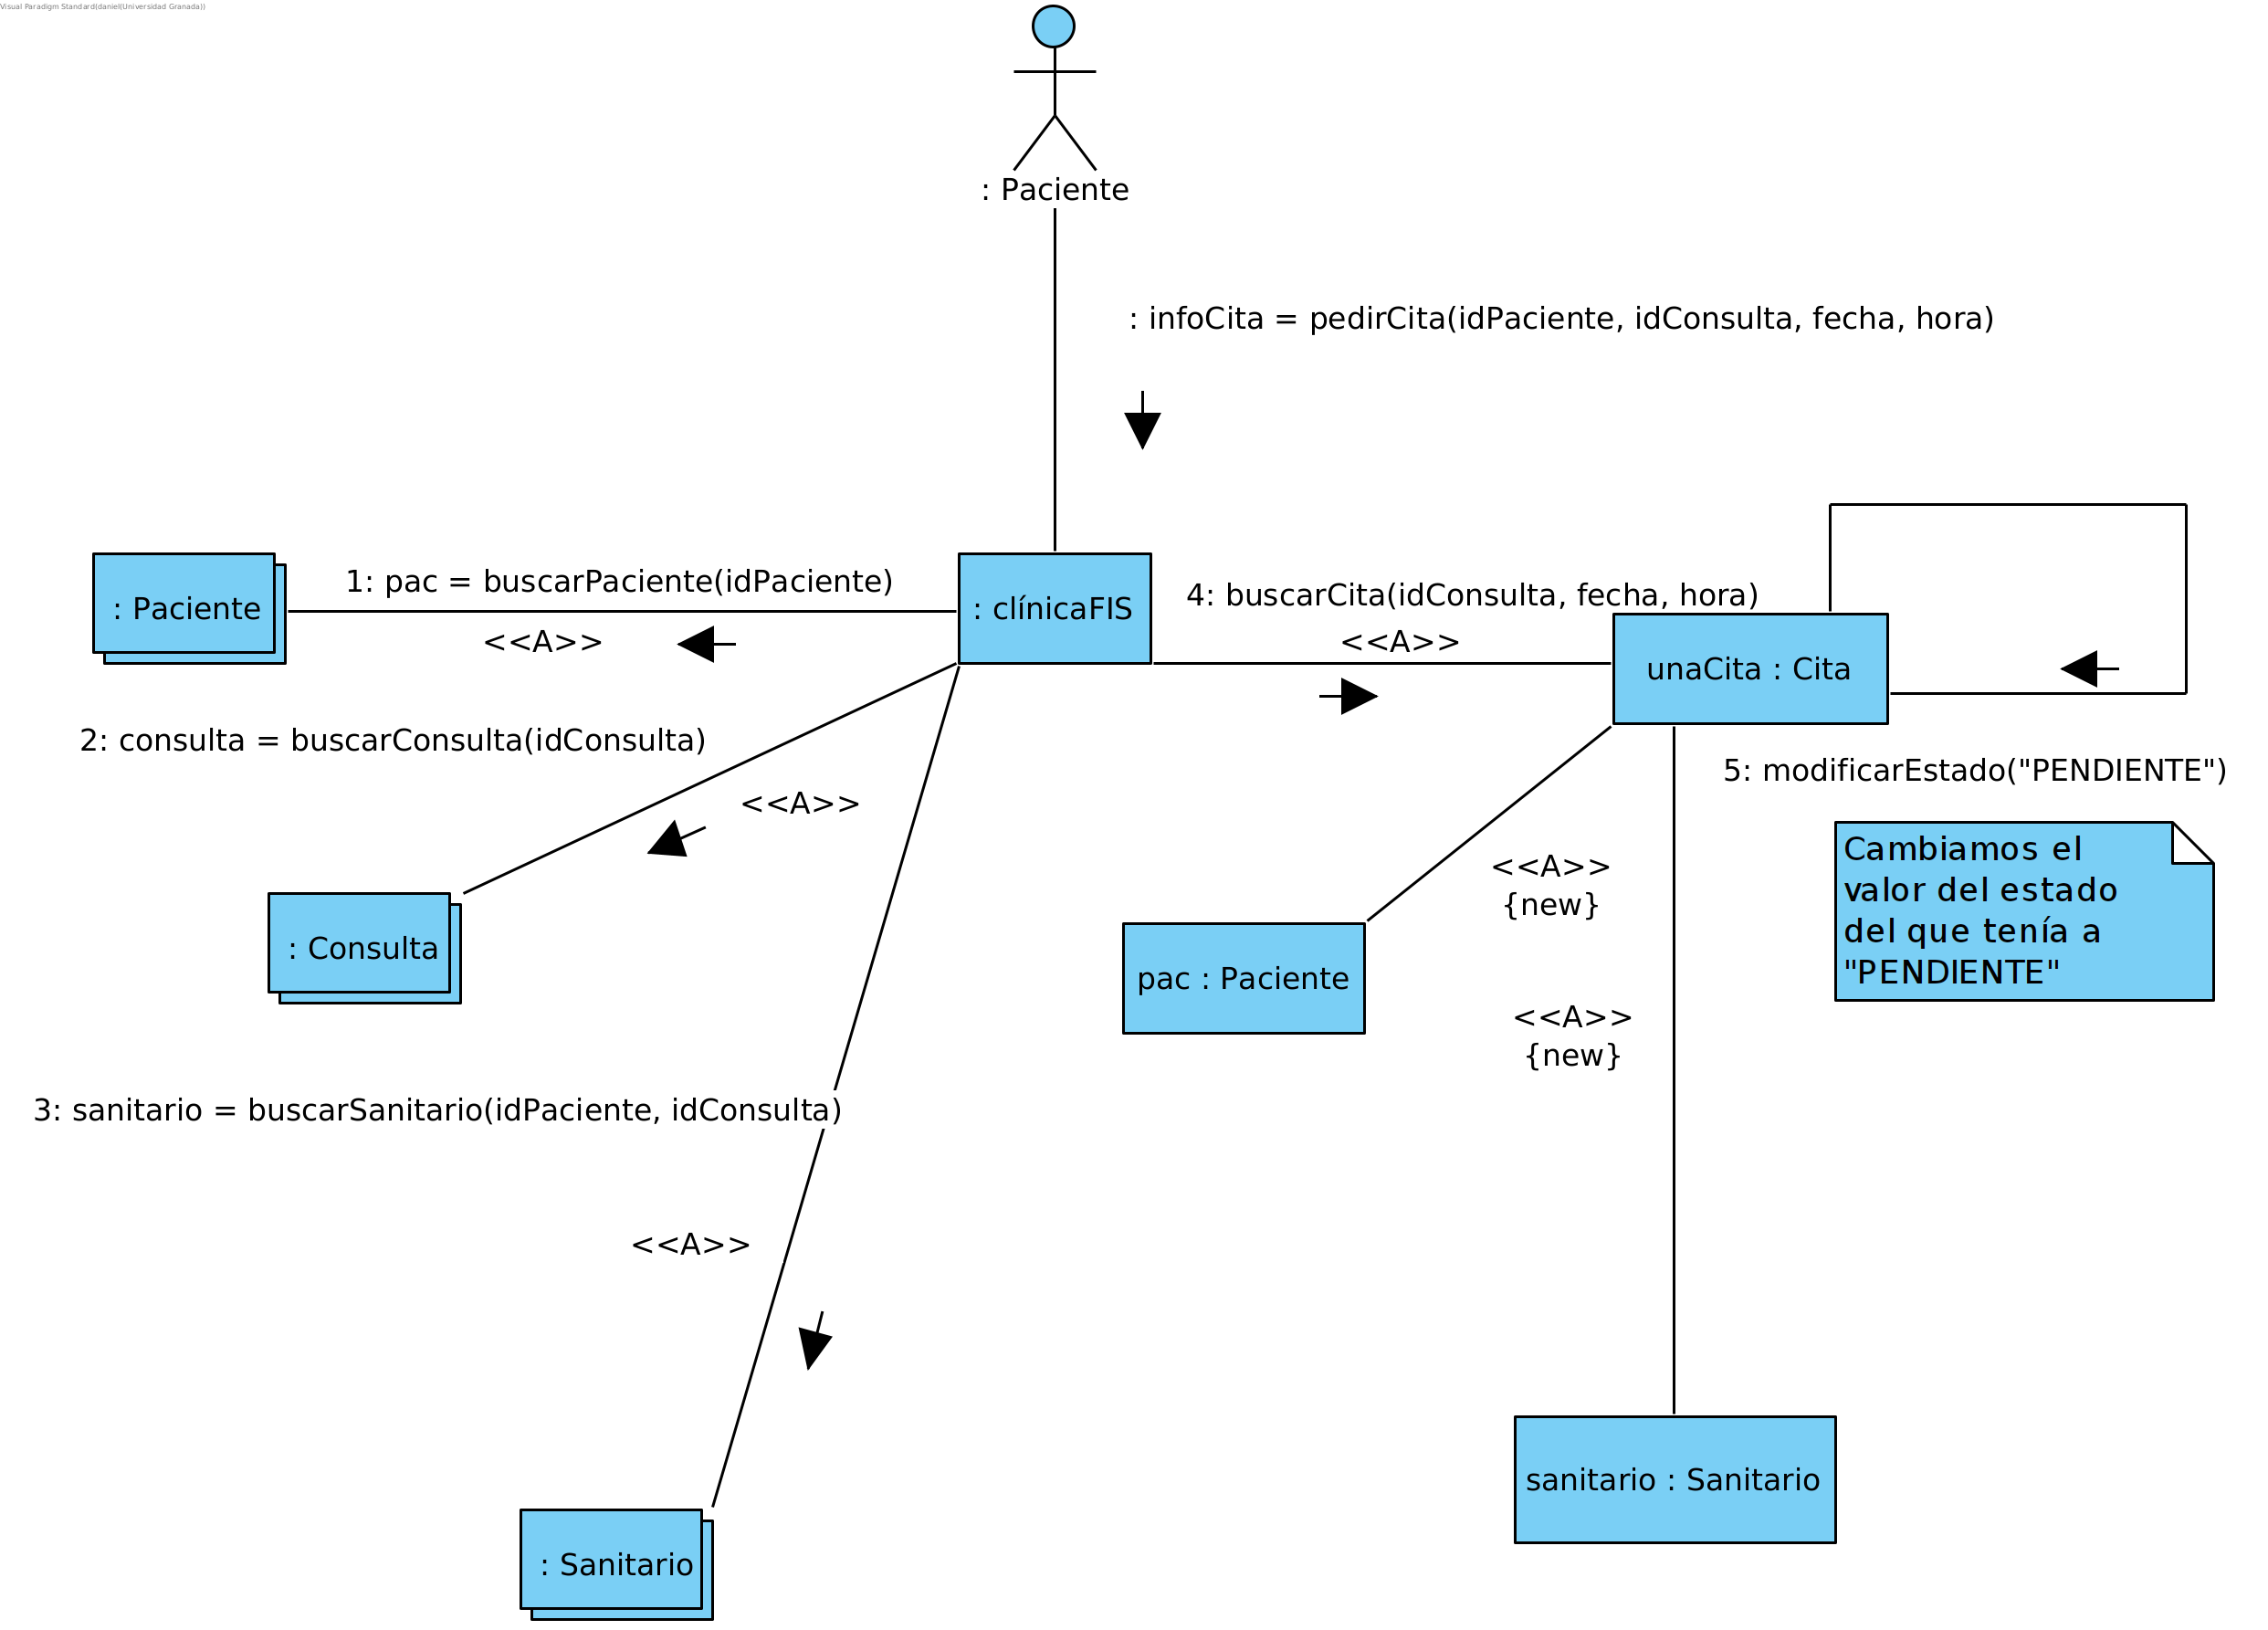 Visual Paradigm Standard(daniel(Universidad Granada))
: Paciente
: infoCita = pedirCita(idPaciente, idConsulta, fecha, hora)
1: pac = buscarPaciente(idPaciente)
4: buscarCita(idConsulta, fecha, hora)
: Paciente
: clínicaFIS
<<A>>
<<A>>
unaCita : Cita
2: consulta = buscarConsulta(idConsulta)
5: modificarEstado("PENDIENTE")
<<A>>
Cambiamos el
valor del estado
del que tenía a
"PENDIENTE"
<<A>>
{new}
: Consulta
pac : Paciente
<<A>>
{new}
3: sanitario = buscarSanitario(idPaciente, idConsulta)
<<A>>
sanitario : Sanitario
: Sanitario